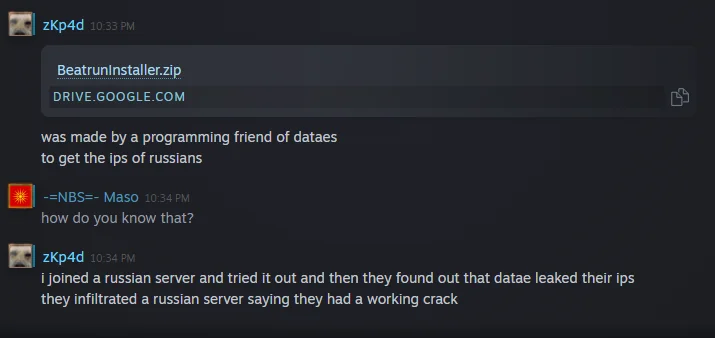 zKp4d 10:33 PM
BeatrunInstaller.zip
DRIVE.GOOGLE.COM
was made by a programming friend of dataes
to get the ips of russians
-=NBS=- Maso 10:34 PM
how do you know that?
zKp4d 10:34 PM
i joined a russian server and tried it out and then they found out that datae leaked their ips
they infiltrated a russian server saying they had a working crack